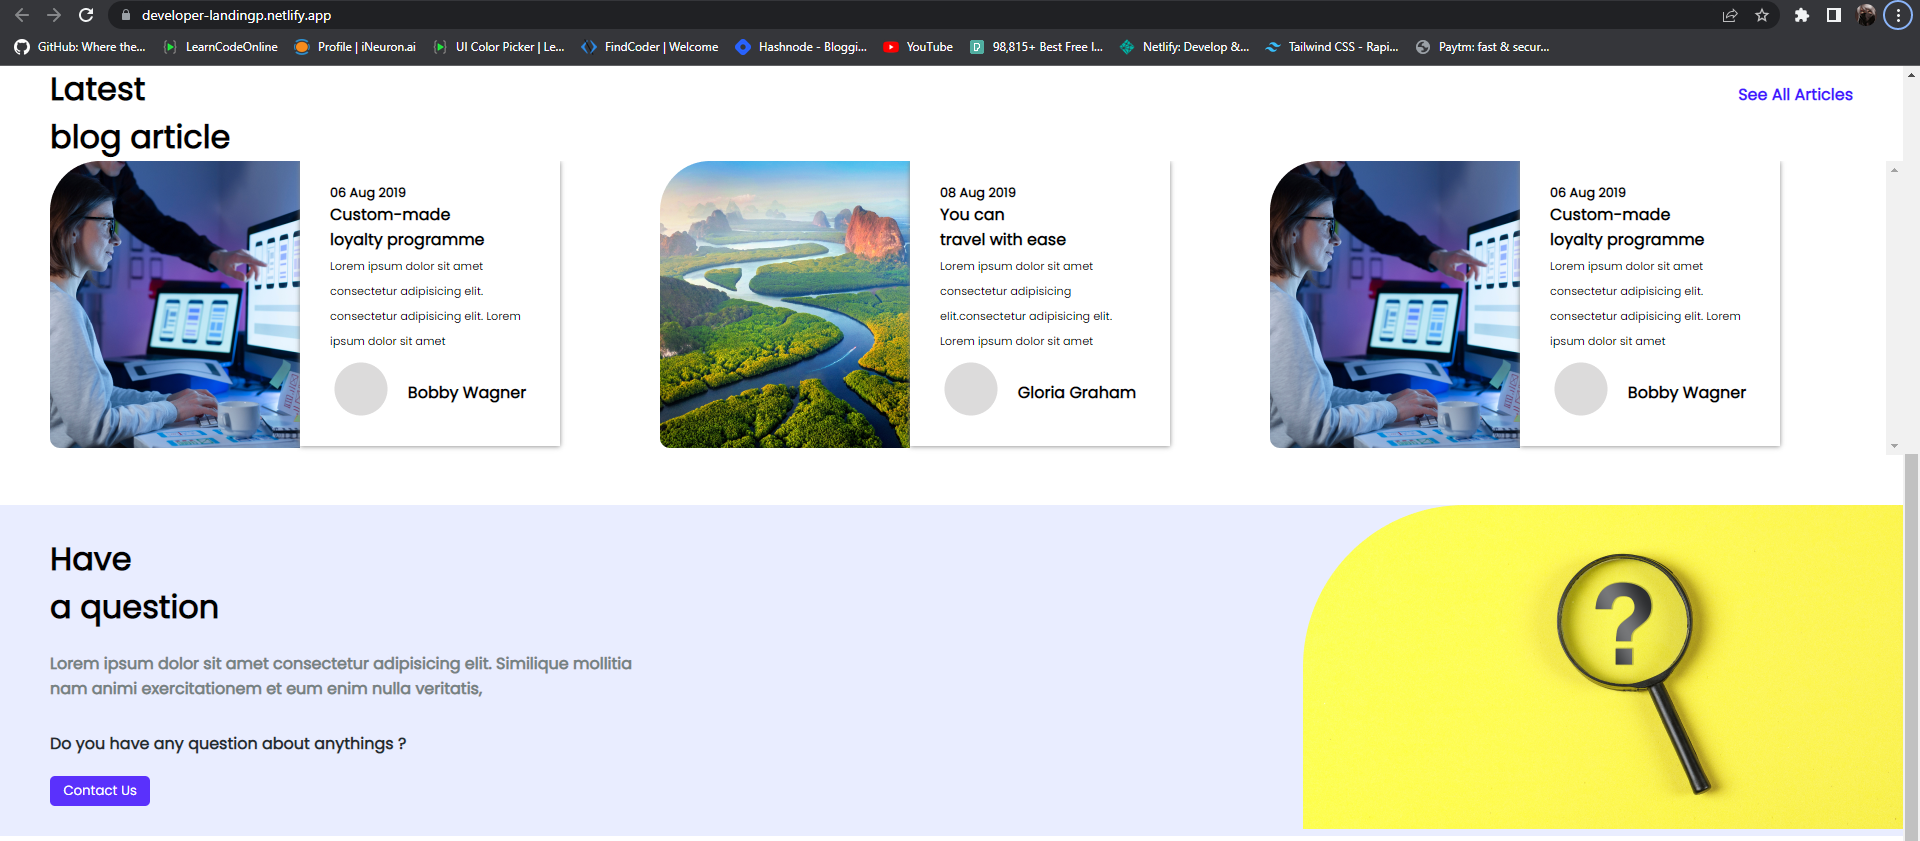 developer-landingp.netlify.app
GitHub: Where the...
LearnCodeOnline
Profile | iNeuron.ai
UI Color Picker | Le...
FindCoder | Welcome
Hashnode - Bloggi...
YouTube
98,815+ Best Free I...
Netlify: Develop &...
Tailwind CSS - Rapi...
Paytm: fast & secur...
Latest
blog article
See All Articles
06 Aug 2019
Custom-made
loyalty programme
Lorem ipsum dolor sit amet
consectetur adipisicing elit.
consectetur adipisicing elit. Lorem
ipsum dolor sit amet
Bobby Wagner
08 Aug 2019
You can
travel with ease
Lorem ipsum dolor sit amet
consectetur adipisicing
elit.consectetur adipisicing elit.
Lorem ipsum dolor sit amet
Gloria Graham
06 Aug 2019
Custom-made
loyalty programme
Lorem ipsum dolor sit amet
consectetur adipisicing elit.
consectetur adipisicing elit. Lorem
ipsum dolor sit amet
Bobby Wagner
Have
a question
Lorem ipsum dolor sit amet consectetur adipisicing elit. Similique mollitia
nam animi exercitationem et eum enim nulla veritatis,
Do you have any question about anythings ?
Contact Us
?